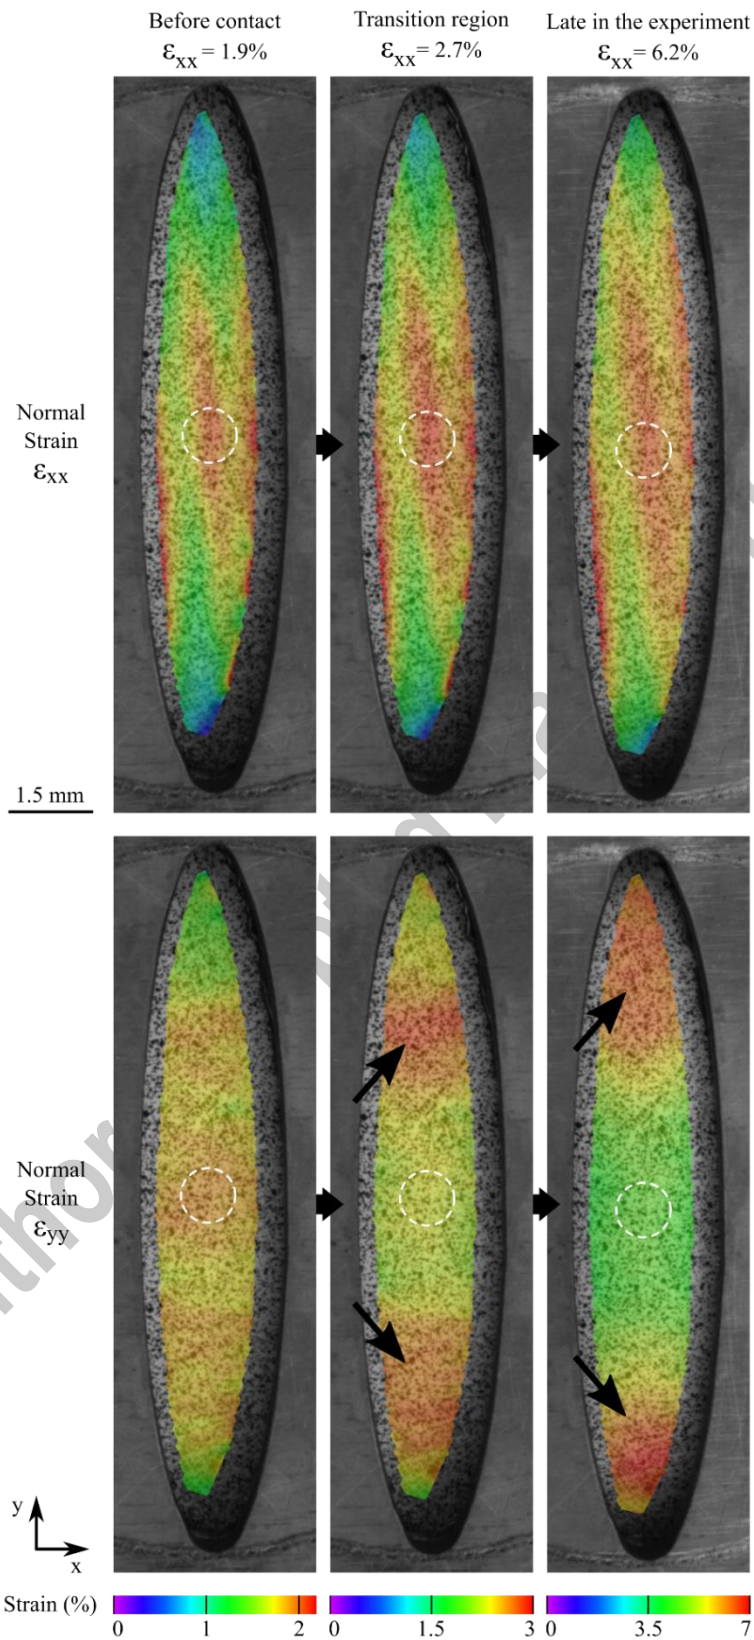 Before contact
εxx = 1.9%
Transition region
εxx = 2.7%
Late in the experiment
εxx = 6.2%
Normal
Strain
εxx
1.5 mm
Normal
Strain
εyy
y
x
Strain (%)
0 1 2
0 1.5 3
0 3.5 7